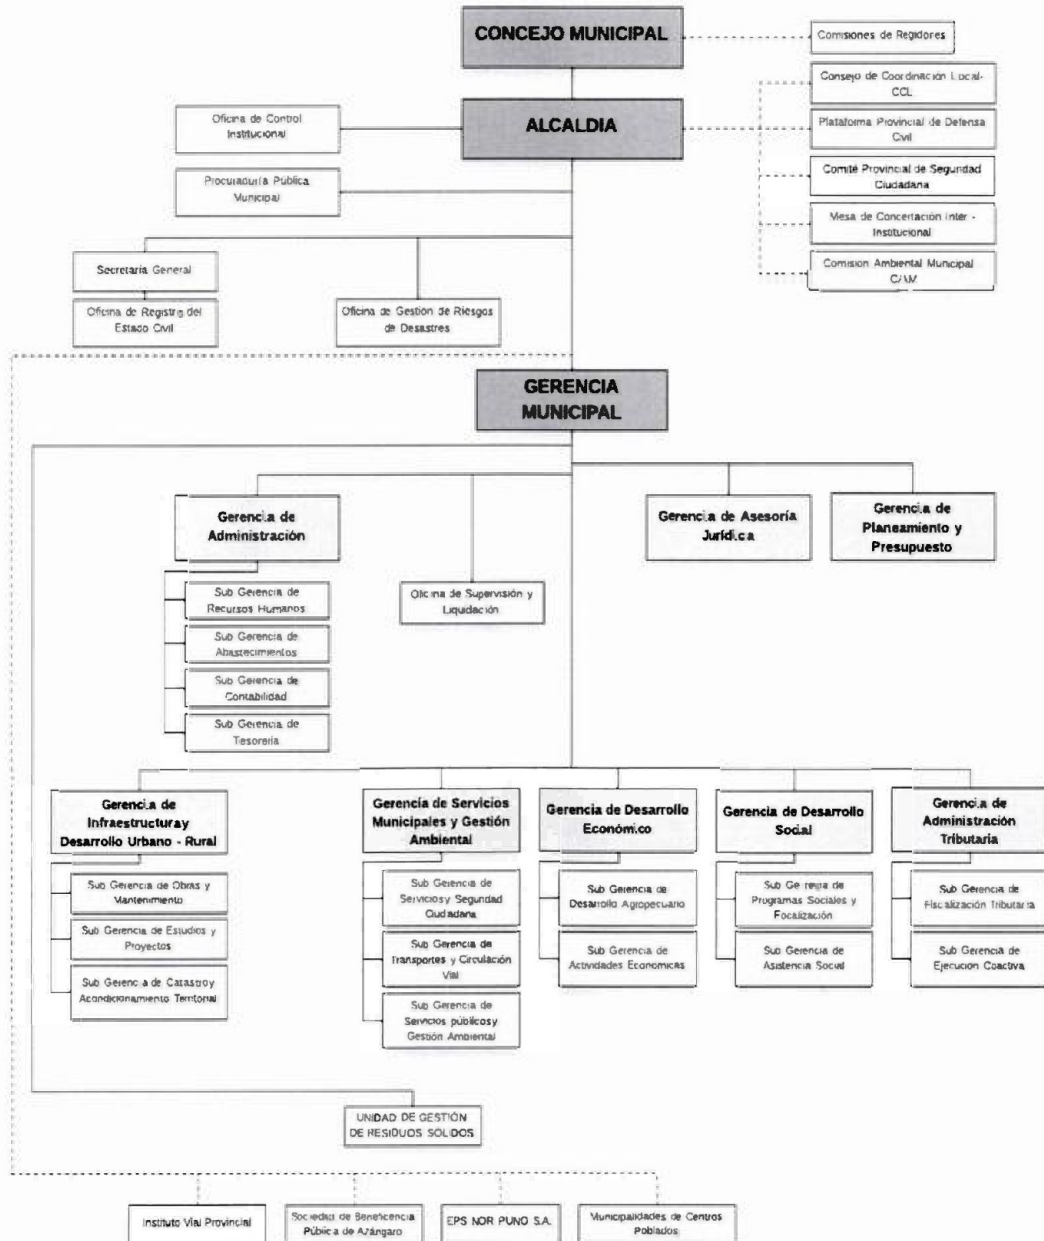 CONCEJO MUNICIPAL
Comisiones de Regidores
Consejo de Coordinación Local-
CCL
ALCALDIA
Oficina de Control
Institucional
Plataforma Provincial de Defensa
Civil
Procuraduría Pública
Municipal
Comité Provincial de Seguridad
Ciudadana
Mesa de Concertación Inter -
Institucional
Secretaría General
Comision Ambiental Municipal
CAM
Oficina de Registro del
Estado Civil
Oficina de Gestión de Riesgos
de Desastres
GERENCIA
MUNICIPAL
Gerencia de
Administración
Gerencia de Asesoría
Jurídica
Gerencia de
Planeamiento y
Presupuesto
Sub Gerencia de
Recursos Humanos
Oficina de Supervisión y
Liquidación
Sub Gerencia de
Abastecimientos
Sub Gerencia de
Contabilidad
Sub Gerencia de
Tesorería
Gerencia de
Infraestructuray
Desarrollo Urbano - Rural
Gerencia de Servicios
Municipales y Gestión
Ambiental
Gerencia de Desarrollo
Económico
Gerencia de Desarrollo
Social
Gerencia de
Administración
Tributaria
Sub Gerencia de Obras y
Mantenimiento
Sub Gerencia de Estudios y
Proyectos
Sub Gerencia de Catastroy
Acondicionamiento Territorial
Sub Gerencia de
Serviciosy Seguridad
Ciudadana
Sub Gerencia de
Transportes y Circulación
Vial
Sub Gerencia de
Servicios públicosy
Gestión Ambiental
Sub Gerencia de
Desarrollo Agropecuario
Sub Gerencia de
Actividades Economicas
Sub Gerencia de
Programas Sociales y
Focalización
Sub Gerencia de
Asistencia Social
Sub Gerencia de
Fiscalización Tributaria
Sub Gerencia de
Ejecucion Coactiva
UNIDAD DE GESTIÓN
DE RESIDUOS SÓLIDOS
Instituto Vial Provincial
Sociedad de Beneficencia
Pública de Azángaro
EPS NOR PUNO S.A.
Municipalidades de Centros
Poblados